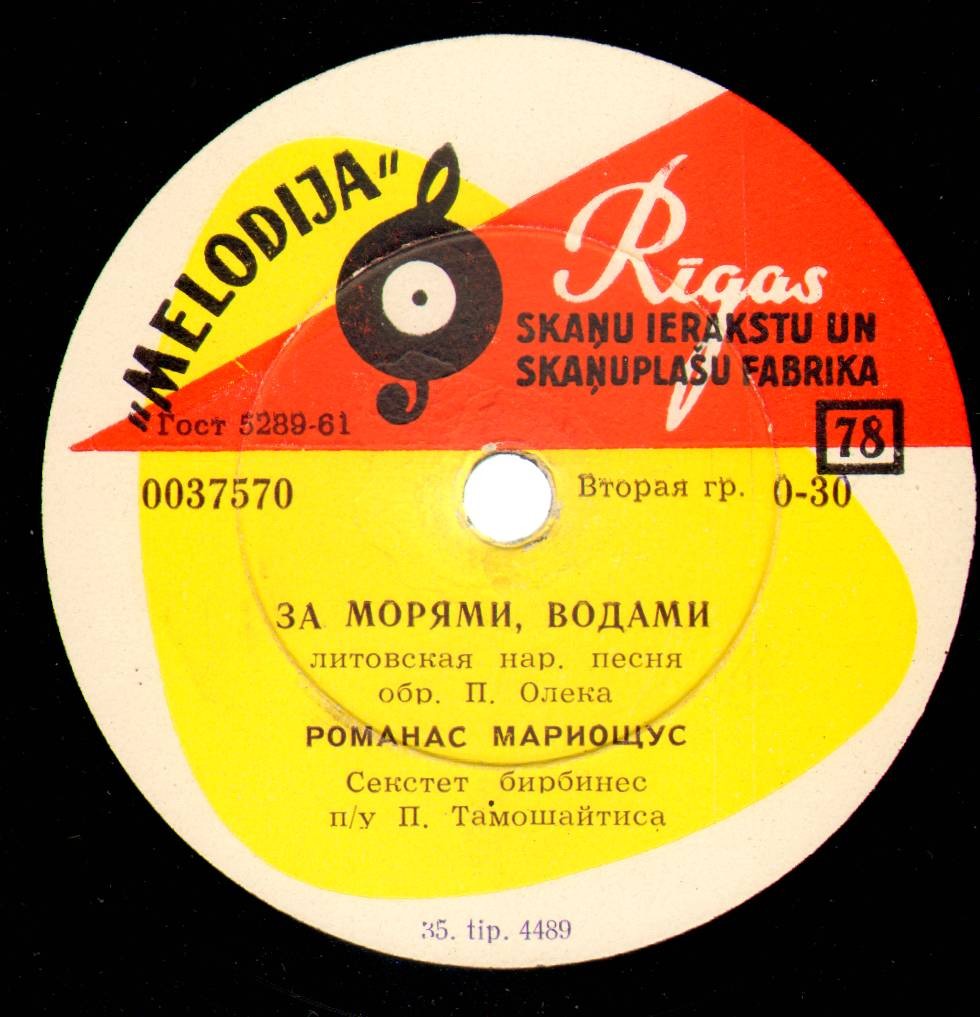 "MELODIJA"
Rīgas
SKAŅU IERAKSTU UN
SKAŅUPLAŠU FABRIKA
Гост 5289-61
78
0037570
Вторая гр. 0-30
ЗА МОРЯМИ, ВОДАМИ
литовская нар. песня
обр. П. Олека
РОМАНАС МАРИОЩУС
Секстет бирбинес
п/у П. Тамошайтиса
35. tip. 4489